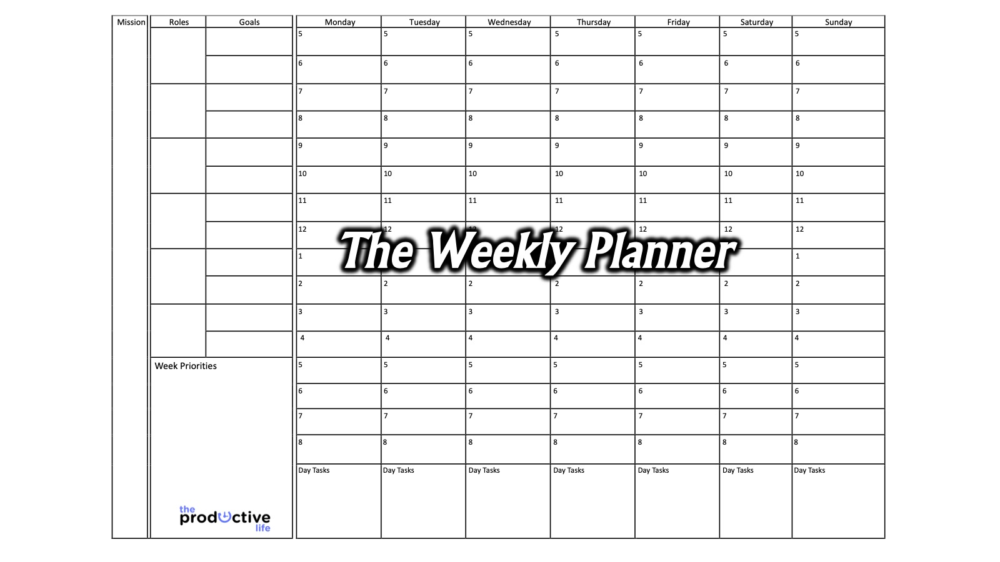 Mission Roles Goals Monday Tuesday Wednesday Thursday Friday Saturday Sunday
5 5 5 5 5 5 5
6 6 6 6 6 6 6
7 7 7 7 7 7 7
8 8 8 8 8 8 8
9 9 9 9 9 9 9
10 10 10 10 10 10 10
11 11 11 11 11 11 11
12 12 12 12 12 12 12
The Weekly Planner
1 1
2 2 2 2 2 2 2
3 3 3 3 3 3 3
4 4 4 4 4 4 4
Week Priorities 5 5 5 5 5 5 5
6 6 6 6 6 6 6
7 7 7 7 7 7 7
8 8 8 8 8 8 8
Day Tasks Day Tasks Day Tasks Day Tasks Day Tasks Day Tasks Day Tasks
the
productive
life